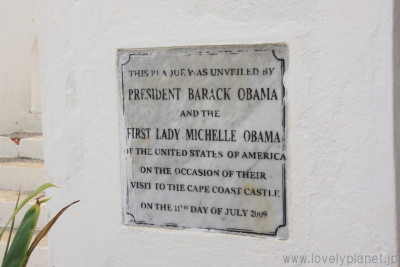 THIS PLAQUE WAS UNVEILED BY
PRESIDENT BARACK OBAMA
AND THE
FIRST LADY MICHELLE OBAMA
OF THE UNITED STATES OF AMERICA
ON THE OCCASION OF THEIR
VISIT TO THE CAPE COAST CASTLE
ON THE 11TH DAY OF JULY 2009
www.lovelyplanet.jp